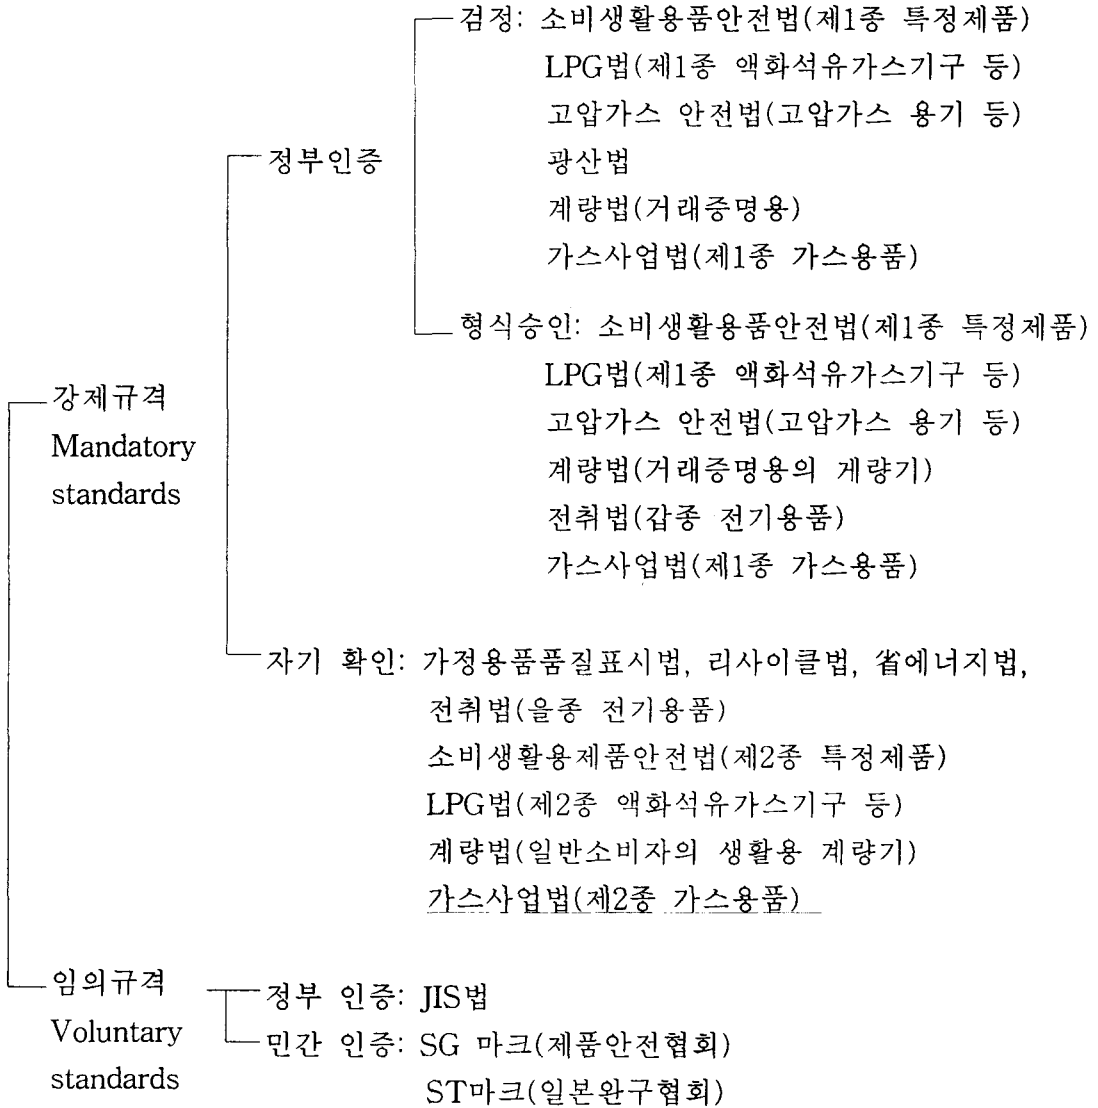 검정: 소비생활용품안전법(제1종 특정제품)
LPG법(제1종 액화석유가스기구 등)
고압가스 안전법(고압가스 용기 등)
정부인증
광산법
계량법(거래증명용)
가스사업법(제1종 가스용품)
형식승인: 소비생활용품안전법(제1종 특정제품)
LPG법(제1종 액화석유가스기구 등)
강제규격
고압가스 안전법(고압가스 용기 등)
Mandatory
계량법(거래증명용의 게량기)
standards
전취법(갑종 전기용품)
가스사업법(제1종 가스용품)
자기 확인: 가정용품품질표시법, 리사이클법, 省에너지법,
전취법(을종 전기용품)
소비생활용제품안전법(제2종 특정제품)
LPG법(제2종 액화석유가스기구 등)
계량법(일반소비자의 생활용 계량기)
가스사업법(제2종 가스용품)
임의규격
정부 인증: JIS법
Voluntary
민간 인증: SG 마크(제품안전협회)
standards
ST마크(일본완구협회)